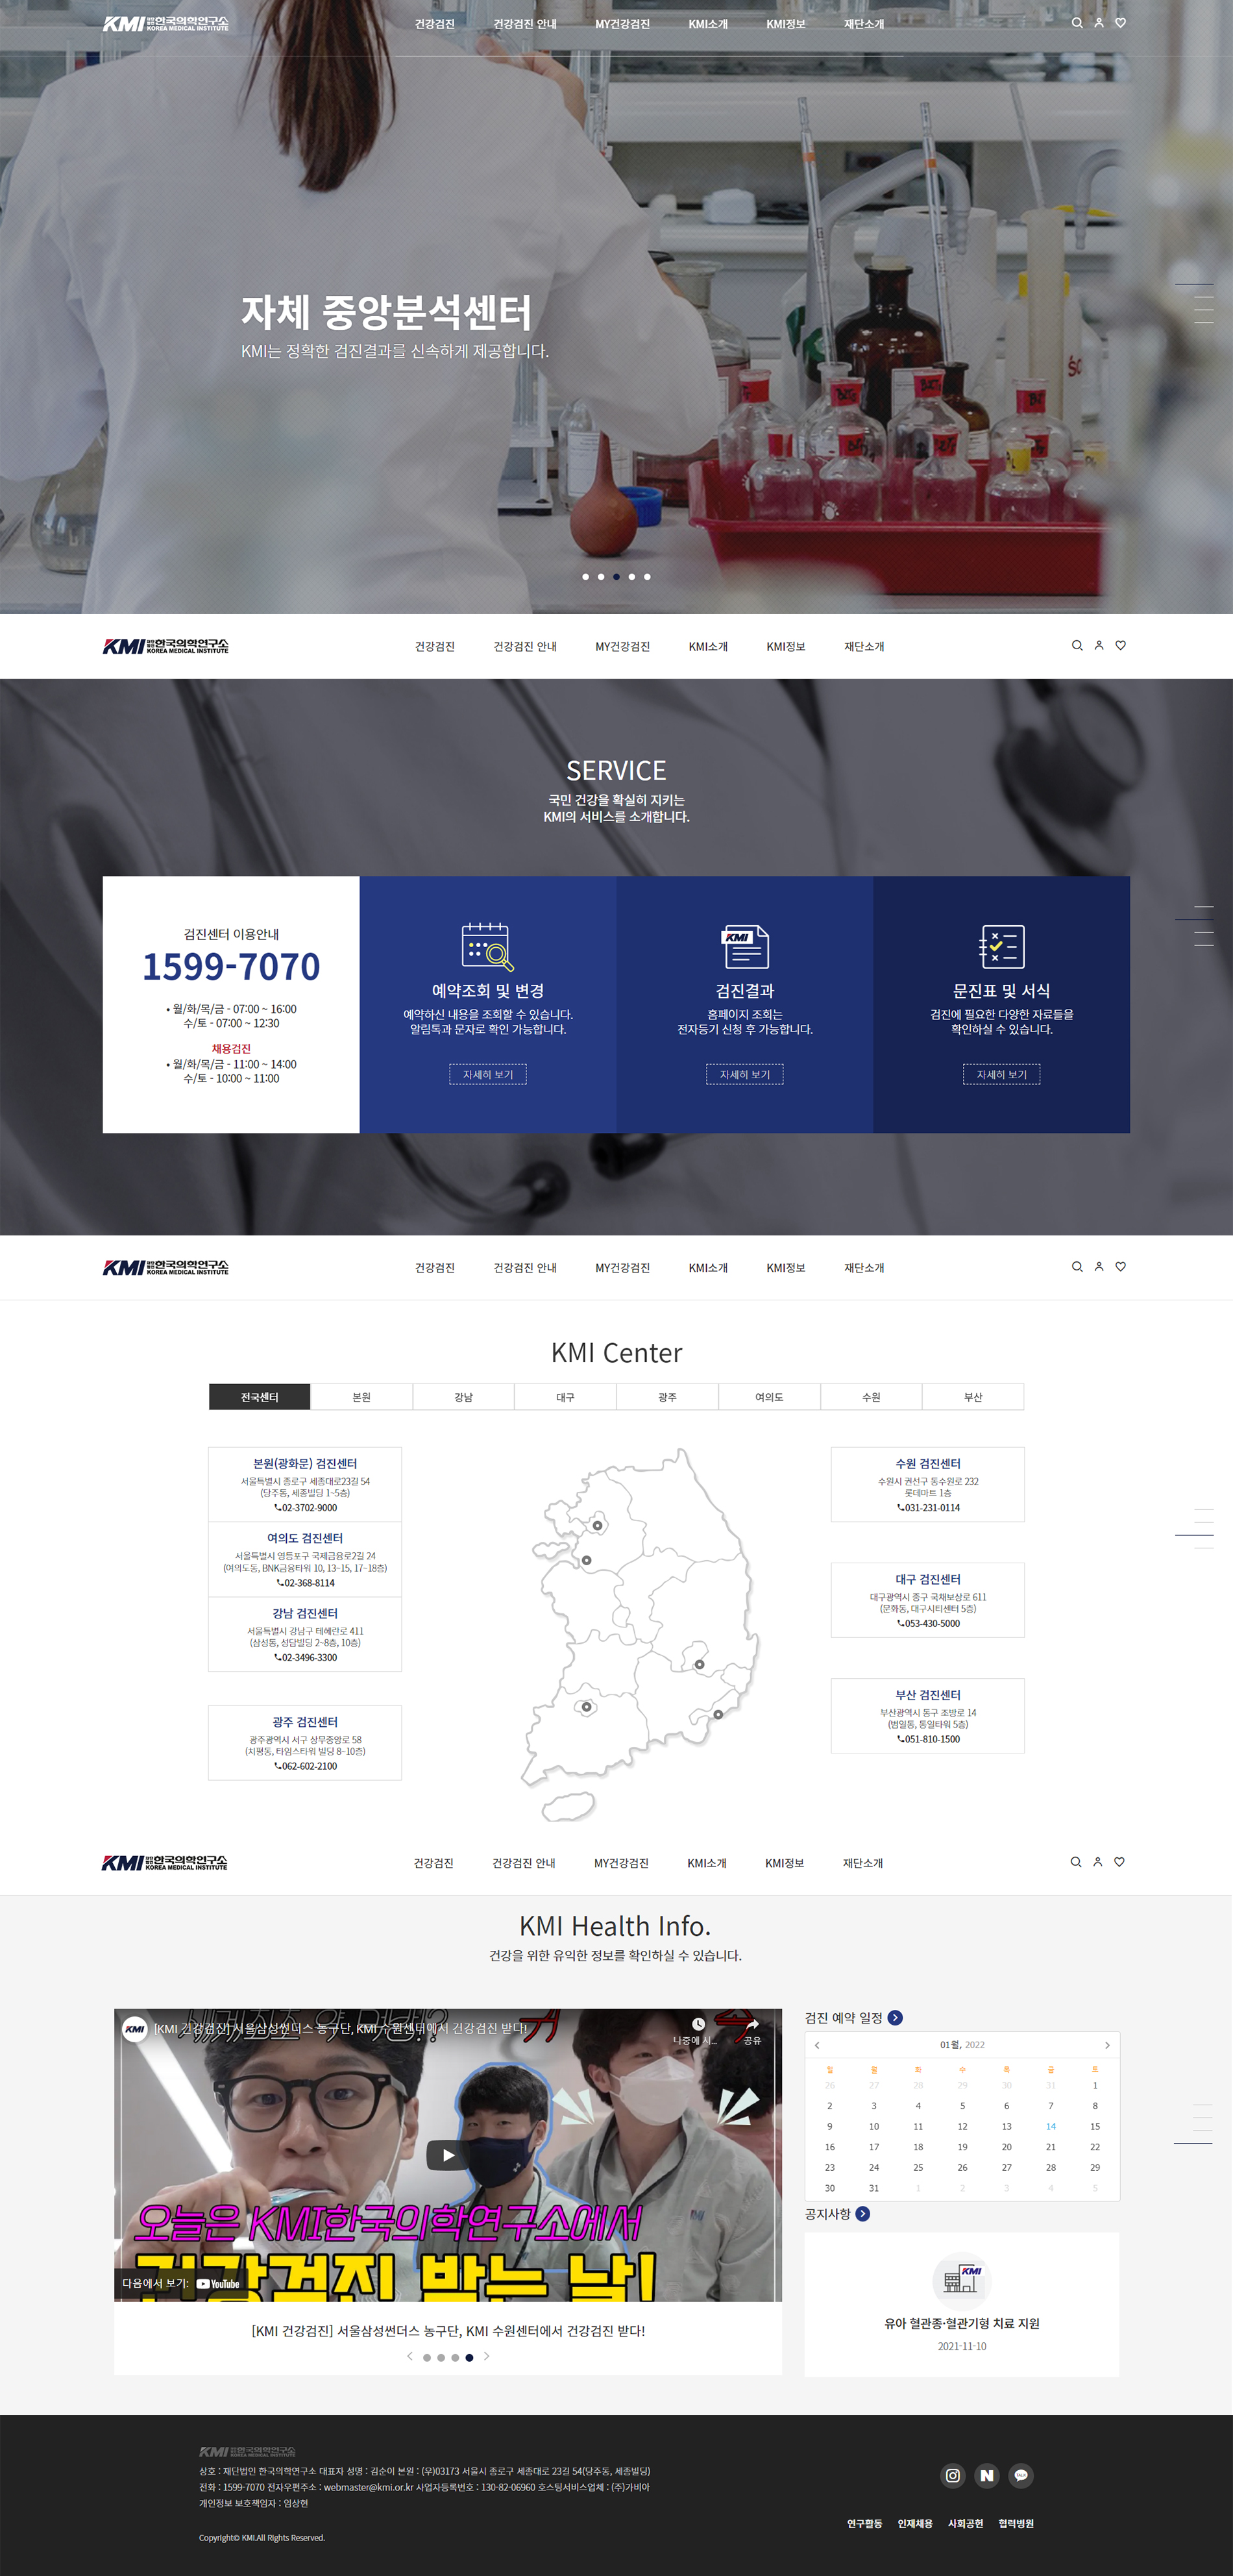 KMI 재단법인 한국의학연구소
KOREA MEDICAL INSTITUTE
건강검진 건강검진 안내 MY건강검진 KMI소개 KMI정보 재단소개
자체 중앙분석센터
KMI는 정확한 검진결과를 신속하게 제공합니다.
KMI 재단법인 한국의학연구소
KOREA MEDICAL INSTITUTE
건강검진 건강검진 안내 MY건강검진 KMI소개 KMI정보 재단소개
SERVICE
국민 건강을 확실히 지키는
KMI의 서비스를 소개합니다.
검진센터 이용안내
1599-7070
• 월/화/목/금 - 07:00 ~ 16:00
수/토 - 07:00 ~ 12:30
채용검진
• 월/화/목/금 - 11:00 ~ 14:00
수/토 - 10:00 ~ 11:00
예약조회 및 변경
예약하신 내용을 조회할 수 있습니다.
알림톡과 문자로 확인 가능합니다.
자세히 보기
KMI
검진결과
홈페이지 조회는
전자등기 신청 후 가능합니다.
자세히 보기
문진표 및 서식
검진에 필요한 다양한 자료들을
확인하실 수 있습니다.
자세히 보기
KMI 재단법인 한국의학연구소
KOREA MEDICAL INSTITUTE
건강검진 건강검진 안내 MY건강검진 KMI소개 KMI정보 재단소개
KMI Center
전국센터 본원 강남 대구 광주 여의도 수원 부산
본원(광화문) 검진센터
서울특별시 종로구 세종대로23길 54
(당주동, 세종빌딩 1~5층)
02-3702-9000
여의도 검진센터
서울특별시 영등포구 국제금융로2길 24
(여의도동, BNK금융타워 10, 13~15, 17~18층)
02-368-8114
강남 검진센터
서울특별시 강남구 테헤란로 411
(삼성동, 성담빌딩 2~8층, 10층)
02-3496-3300
광주 검진센터
광주광역시 서구 상무중앙로 58
(치평동, 타임스타워 빌딩 8~10층)
062-602-2100
수원 검진센터
수원시 권선구 동수원로 232
롯데마트 1층
031-231-0114
대구 검진센터
대구광역시 중구 국채보상로 611
(문화동, 대구시티센터 5층)
053-430-5000
부산 검진센터
부산광역시 동구 조방로 14
(범일동, 동일타워 5층)
051-810-1500
KMI 재단법인 한국의학연구소
KOREA MEDICAL INSTITUTE
건강검진 건강검진 안내 MY건강검진 KMI소개 KMI정보 재단소개
KMI Health Info.
건강을 위한 유익한 정보를 확인하실 수 있습니다.
KMI [KMI 건강검진] 서울삼성썬더스 농구단, KMI 수원센터에서 건강검진 받다!
나중에 시... 공유
오늘은 KMI한국의학연구소에서
건강검진 받는 날!
다음에서 보기: YouTube
[KMI 건강검진] 서울삼성썬더스 농구단, KMI 수원센터에서 건강검진 받다!
검진 예약 일정
01월, 2022
일 월 화 수 목 금 토
26 27 28 29 30 31 1
2 3 4 5 6 7 8
9 10 11 12 13 14 15
16 17 18 19 20 21 22
23 24 25 26 27 28 29
30 31 1 2 3 4 5
공지사항
KMI
유아 혈관종·혈관기형 치료 지원
2021-11-10
KMI 재단법인 한국의학연구소
KOREA MEDICAL INSTITUTE
상호 : 재단법인 한국의학연구소 대표자 성명 : 김순이 본원 : (우)03173 서울시 종로구 세종대로 23길 54(당주동, 세종빌딩)
전화 : 1599-7070 전자우편주소 : webmaster@kmi.or.kr 사업자등록번호 : 130-82-06960 호스팅서비스업체 : (주)가비아
개인정보 보호책임자 : 임상현
Copyright© KMI.All Rights Reserved.
연구활동 인재채용 사회공헌 협력병원